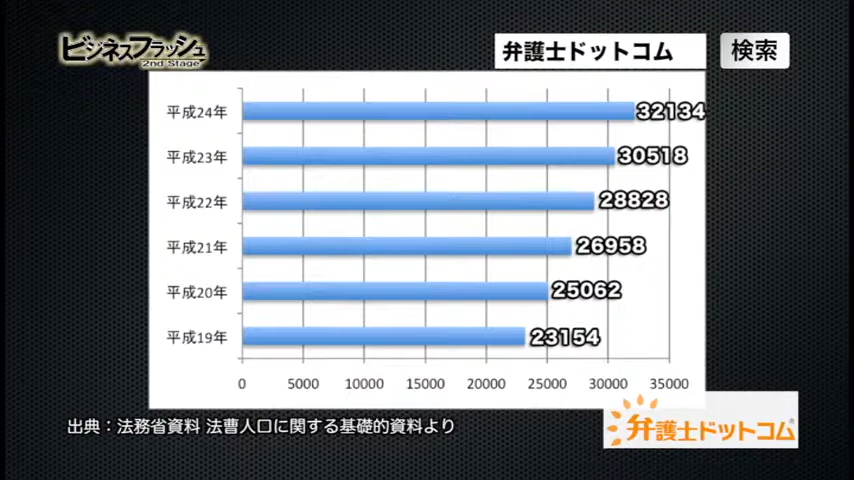 ビジネスフラッシュ
2nd Stage
弁護士ドットコム 検索
平成24年 32134
平成23年 30518
平成22年 28828
平成21年 26958
平成20年 25062
平成19年 23154
0 5000 10000 15000 20000 25000 30000 35000
出典：法務省資料 法曹人口に関する基礎的資料より
弁護士ドットコム®